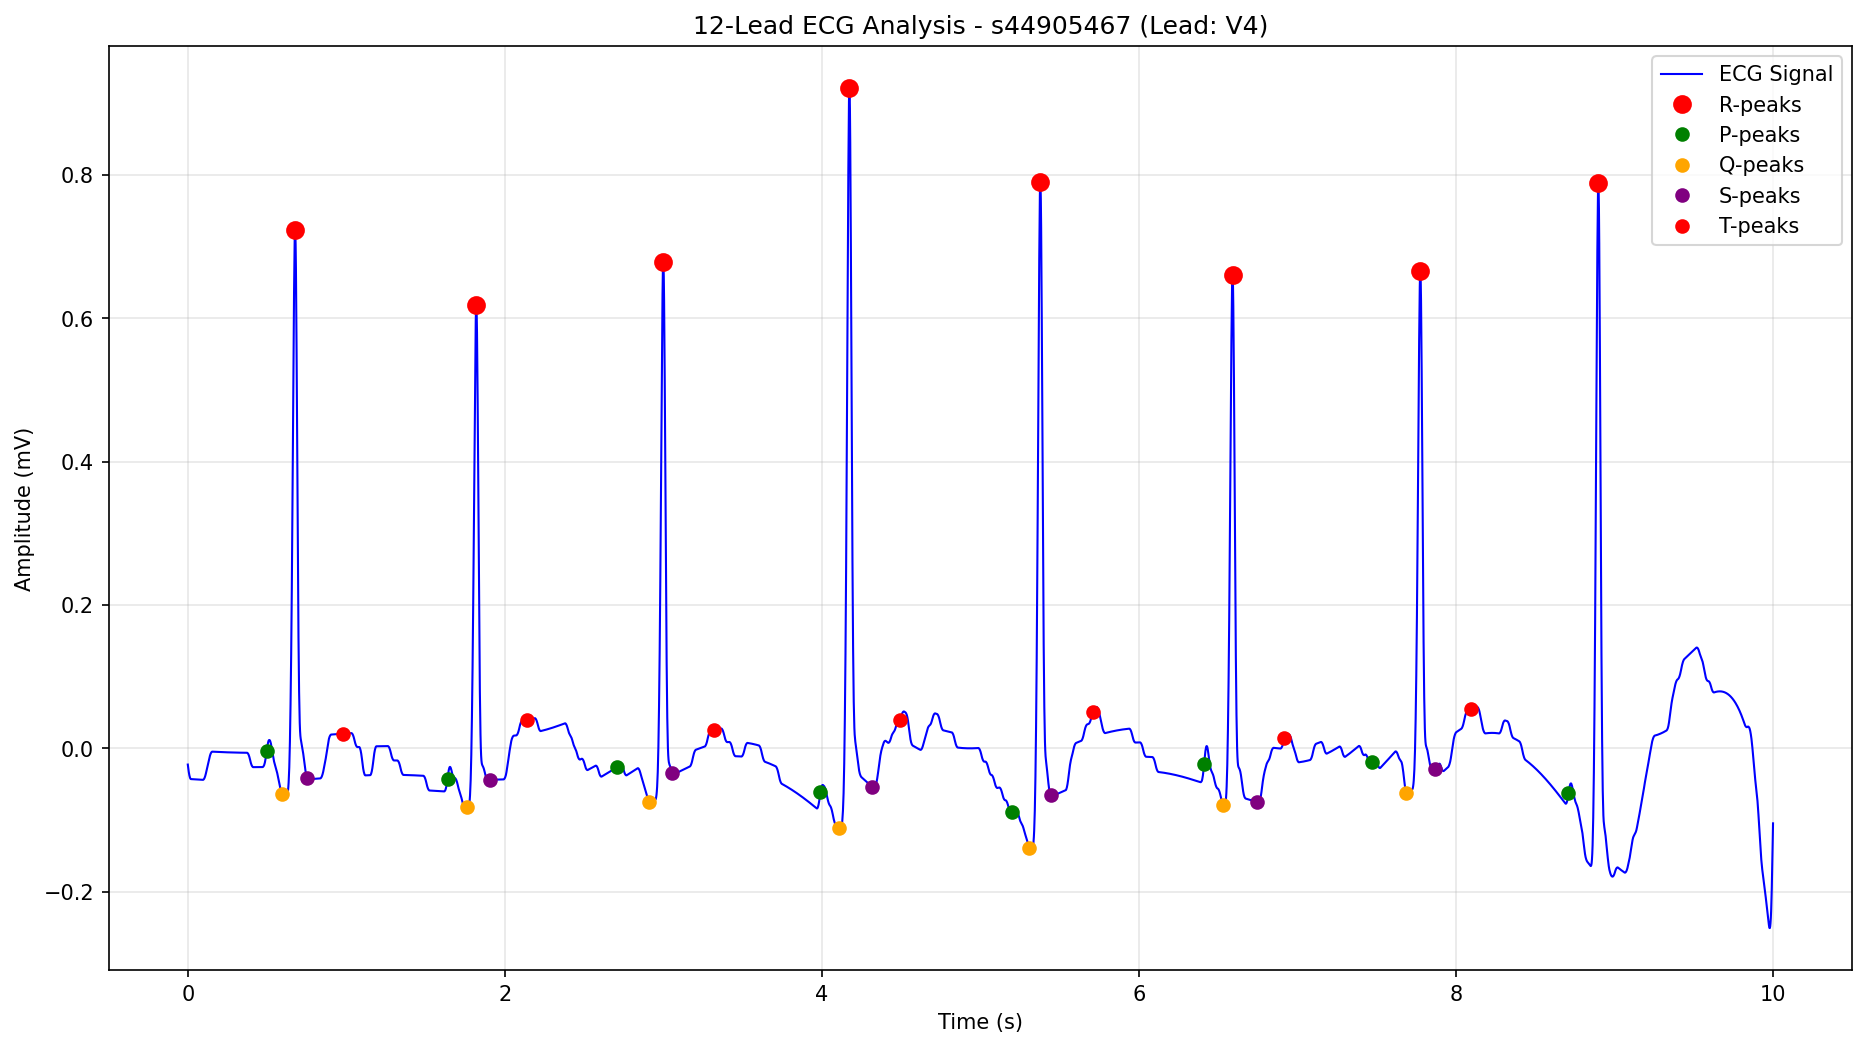 12-Lead ECG Analysis - s44905467 (Lead: V4)
ECG Signal
R-peaks
P-peaks
Q-peaks
S-peaks
T-peaks
Amplitude (mV)
0.8
0.6
0.4
0.2
0.0
−0.2
0 2 4 6 8 10
Time (s)